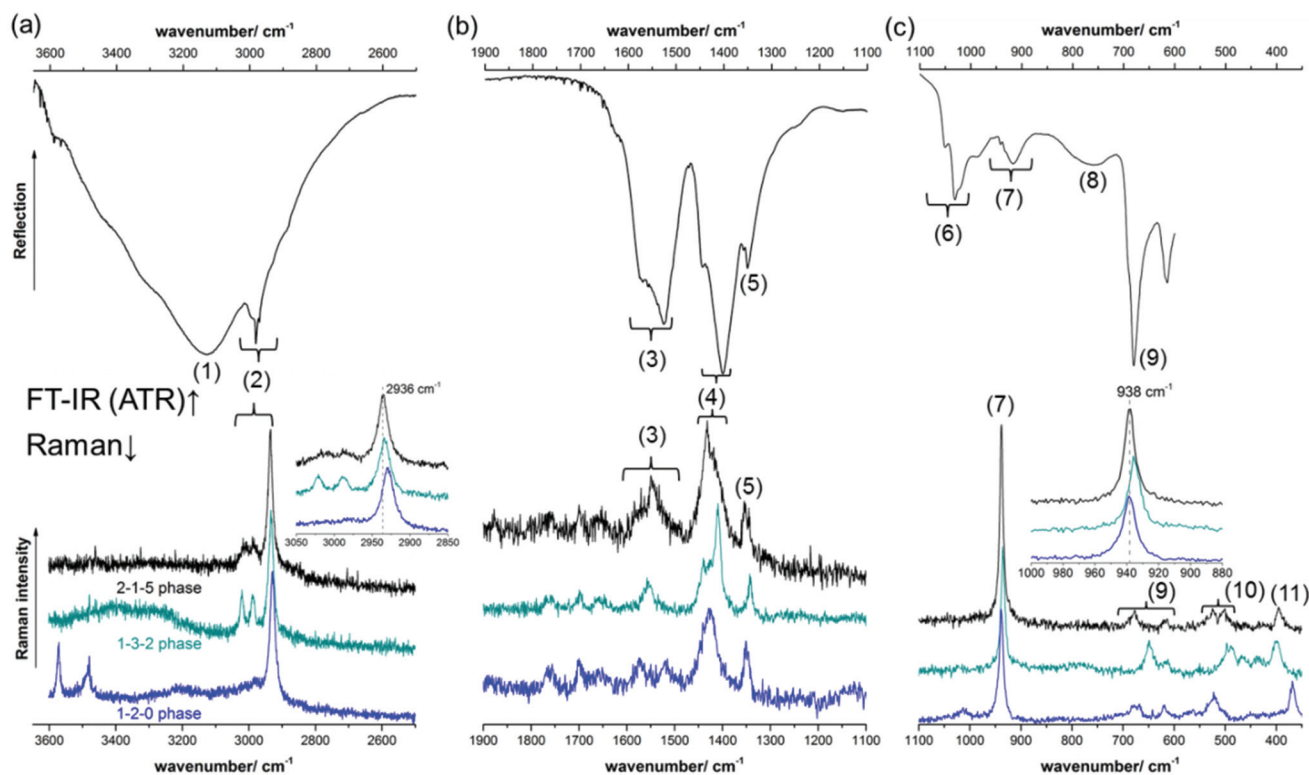 (a)
wavenumber/ cm-1
3600 3400 3200 3000 2800 2600
Reflection
(1)
(2)
FT-IR (ATR)↑
Raman↓
2936 cm-1
3050 3000 2950 2900 2850
Raman intensity
2-1-5 phase
1-3-2 phase
1-2-0 phase
3600 3400 3200 3000 2800 2600
wavenumber/ cm-1
(b)
wavenumber/ cm-1
1900 1800 1700 1600 1500 1400 1300 1200 1100
(5)
(3)
(4)
(3)
(5)
1900 1800 1700 1600 1500 1400 1300 1200 1100
wavenumber/ cm-1
(c)
wavenumber/ cm-1
1100 1000 900 800 700 600 500 400
(6)
(7)
(8)
(9)
(7)
938 cm-1
1000 960 940 920 900 880
(9)
(10)
(11)
1100 1000 900 800 700 600 500 400
wavenumber/ cm-1